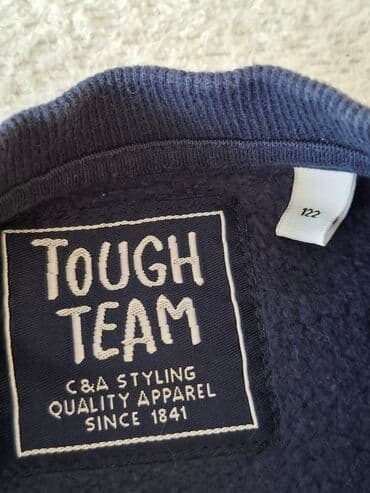 122
TOUGH
TEAM
C&A STYLING
QUALITY APPAREL
SINCE 1841